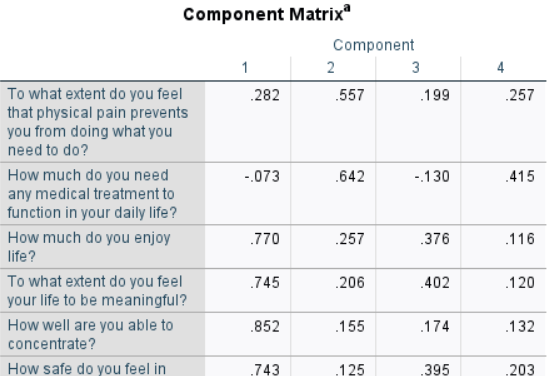 Component Matrixa
Component
1 2 3 4
To what extent do you feel .282 .557 .199 .257
that physical pain prevents
you from doing what you
need to do?
How much do you need -.073 .642 -.130 .415
any medical treatment to
function in your daily life?
How much do you enjoy .770 .257 .376 .116
life?
To what extent do you feel .745 .206 .402 .120
your life to be meaningful?
How well are you able to .852 .155 .174 .132
concentrate?
How safe do you feel in .743 .125 .395 .203